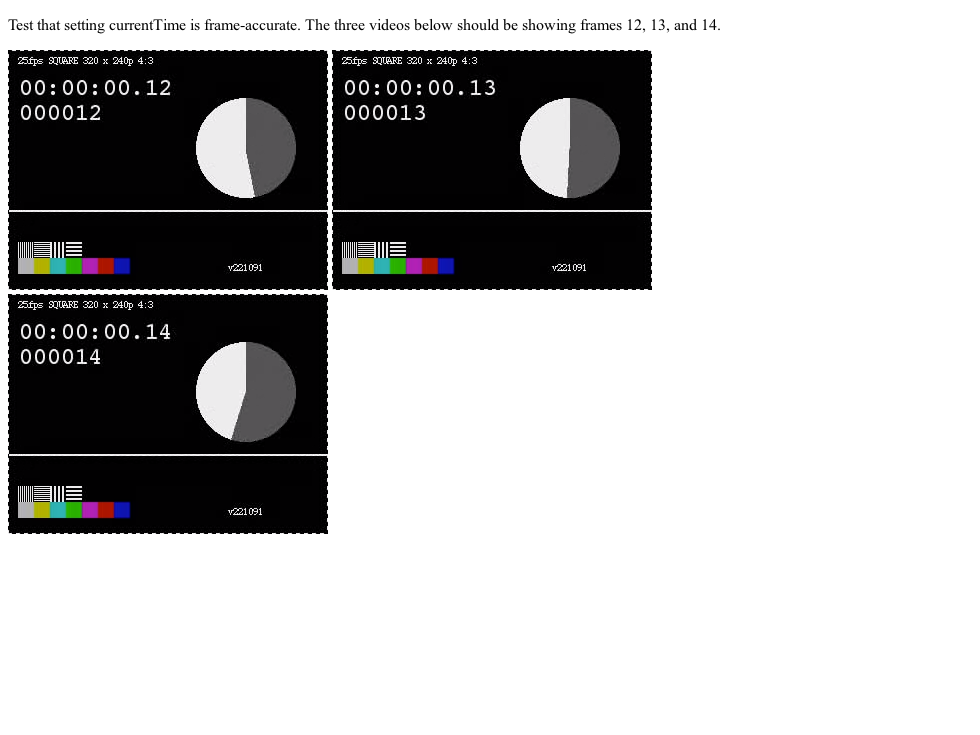 Test that setting currentTime is frame-accurate. The three videos below should be showing frames 12, 13, and 14.
25fps SQUARE 320 x 240p 4:3
00:00:00.12
000012
v221091
25fps SQUARE 320 x 240p 4:3
00:00:00.13
000013
v221091
25fps SQUARE 320 x 240p 4:3
00:00:00.14
000014
v221091